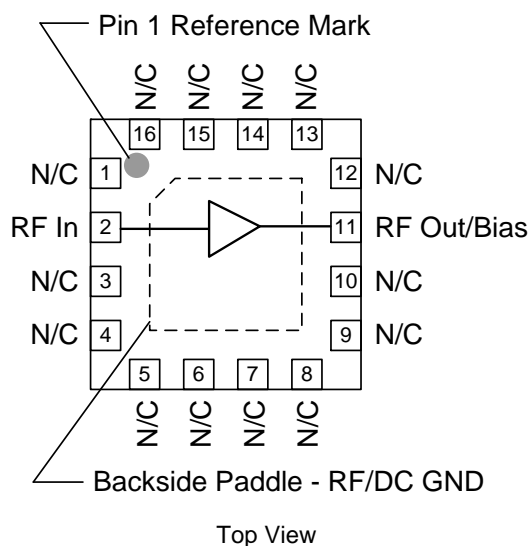 Pin 1 Reference Mark
N/C N/C N/C N/C
16 15 14 13
N/C 1 12 N/C
RF In 2 11 RF Out/Bias
N/C 3 10 N/C
N/C 4 9 N/C
5 6 7 8
N/C N/C N/C N/C
Backside Paddle - RF/DC GND
Top View